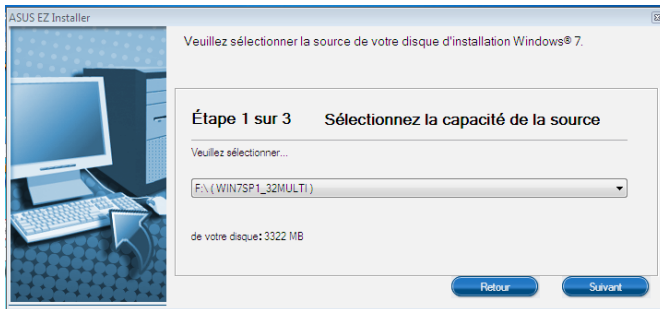 ASUS EZ Installer
Veuillez sélectionner la source de votre disque d'installation Windows® 7.
Étape 1 sur 3 Sélectionnez la capacité de la source
Veuillez sélectionner...
F:\ ( WIN7SP1_32MULTI )
de votre disque: 3322 MB
Retour Suivant